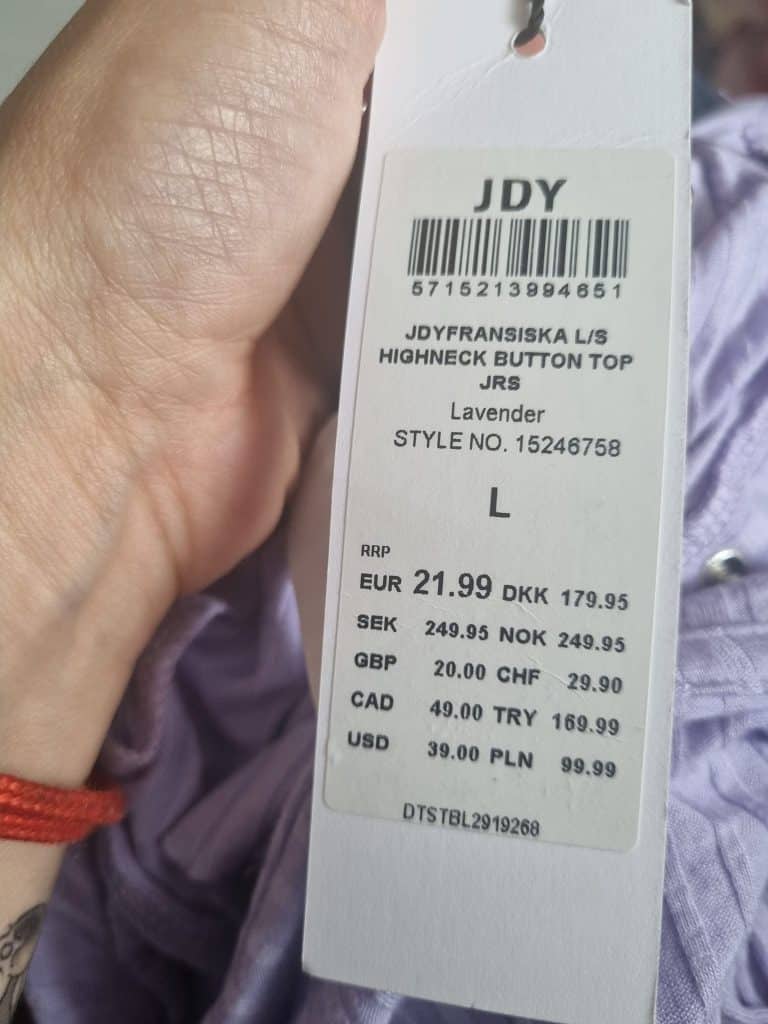 JDY
5715213994651
JDYFRANSISKA L/S
HIGHNECK BUTTON TOP
JRS
Lavender
STYLE NO. 15246758
L
RRP
EUR 21.99 DKK 179.95
SEK 249.95 NOK 249.95
GBP 20.00 CHF 29.90
CAD 49.00 TRY 169.99
USD 39.00 PLN 99.99
DTSTBL2919268